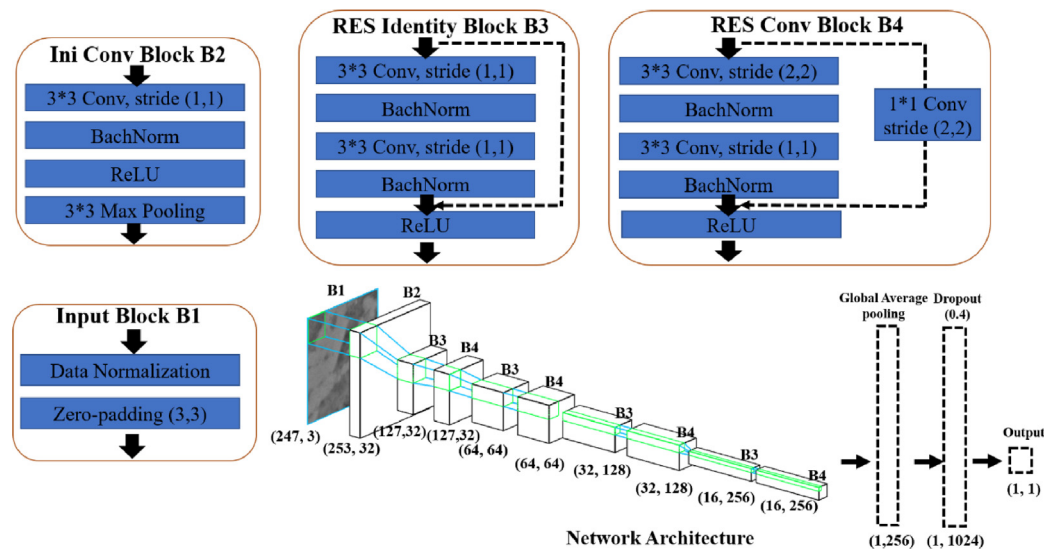 Ini Conv Block B2
3*3 Conv, stride (1,1)
BachNorm
ReLU
3*3 Max Pooling
RES Identity Block B3
3*3 Conv, stride (1,1)
BachNorm
3*3 Conv, stride (1,1)
BachNorm
ReLU
RES Conv Block B4
3*3 Conv, stride (2,2)
BachNorm
3*3 Conv, stride (1,1)
BachNorm
ReLU
1*1 Conv
stride (2,2)
Input Block B1
Data Normalization
Zero-padding (3,3)
B1
B2
B3
B4
B3
B4
B3
B4
B3
B4
(247, 3)
(253, 32)
(127,32)
(127,32)
(64, 64)
(64, 64)
(32, 128)
(32, 128)
(16, 256)
(16, 256)
Global Average
pooling
Dropout
(0.4)
Output
(1,256)
(1, 1024)
(1, 1)
Network Architecture